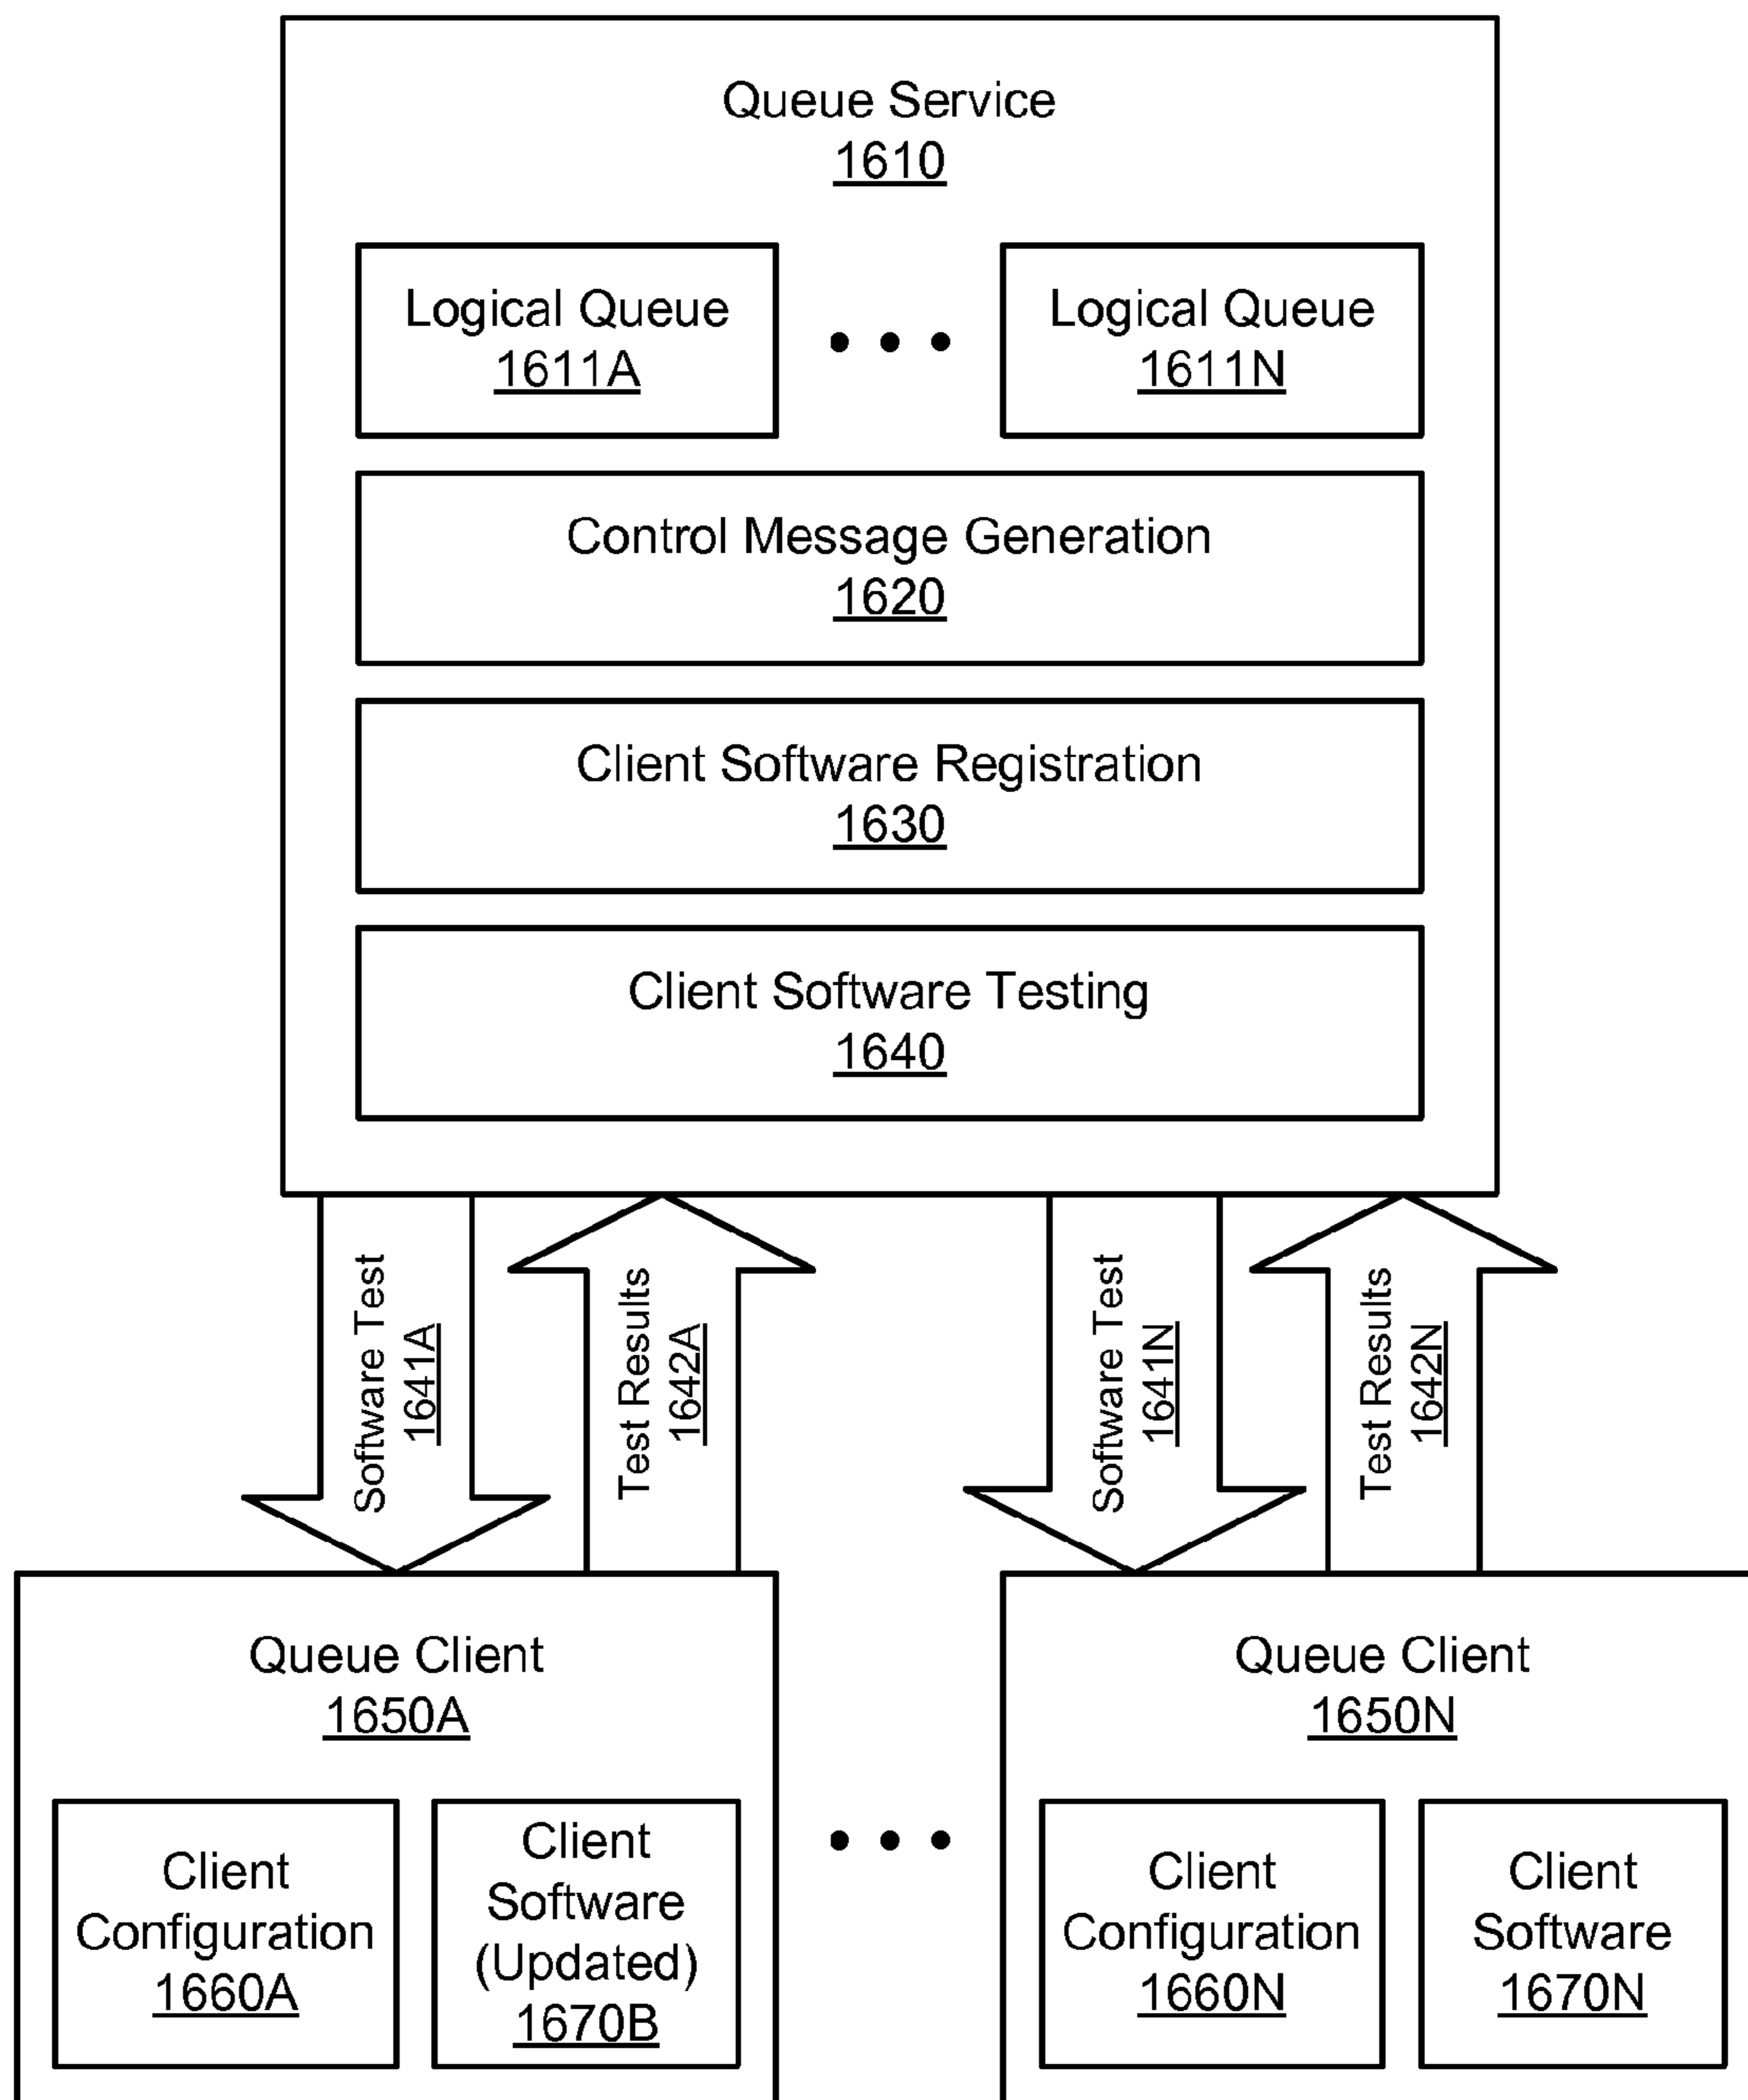 Queue Service
1610
Logical Queue
1611A
Logical Queue
1611N
Control Message Generation
1620
Client Software Registration
1630
Client Software Testing
1640
Software Test
1641A
Test Results
1642A
Software Test
1641N
Test Results
1642N
Queue Client
1650A
Client
Configuration
1660A
Client
Software
(Updated)
1670B
Queue Client
1650N
Client
Configuration
1660N
Client
Software
1670N